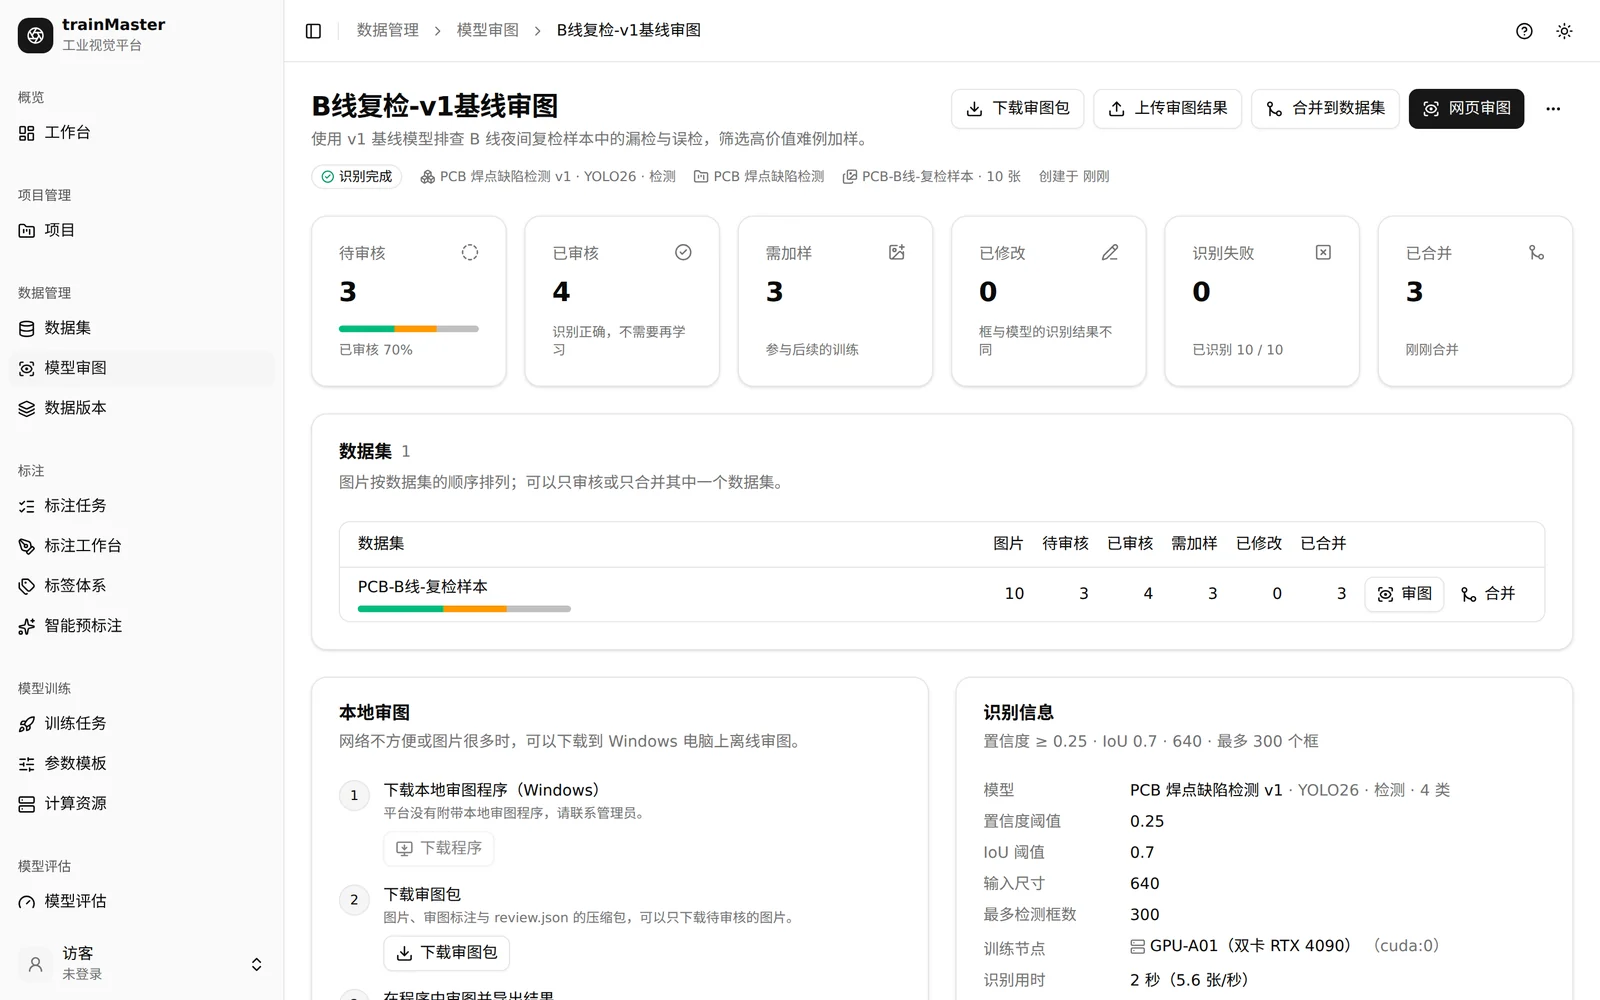 trainMaster
工业视觉平台
概览
工作台
项目管理
项目
数据管理
数据集
模型审图
数据版本
标注
标注任务
标注工作台
标签体系
智能预标注
模型训练
训练任务
参数模板
计算资源
模型评估
模型评估
访客
未登录
数据管理
模型审图
B线复检-v1基线审图
B线复检-v1基线审图
使用 v1 基线模型排查 B 线夜间复检样本中的漏检与误检，筛选高价值难例加样。
下载审图包
上传审图结果
合并到数据集
网页审图
识别完成
PCB 焊点缺陷检测 v1 · YOLO26 · 检测
PCB 焊点缺陷检测
PCB-B线-复检样本 · 10 张
创建于 刚刚
待审核
3
已审核 70%
已审核
4
识别正确，不需要再学
习
需加样
3
参与后续的训练
已修改
0
框与模型的识别结果不
同
识别失败
0
已识别 10 / 10
已合并
3
刚刚合并
数据集 1
图片按数据集的顺序排列；可以只审核或只合并其中一个数据集。
数据集 图片 待审核 已审核 需加样 已修改 已合并
PCB-B线-复检样本 10 3 4 3 0 3 审图 合并
本地审图
网络不方便或图片很多时，可以下载到 Windows 电脑上离线审图。
1
下载本地审图程序（Windows）
平台没有附带本地审图程序，请联系管理员。
下载程序
2
下载审图包
图片、审图标注与 review.json 的压缩包，可以只下载待审核的图片。
下载审图包
在程序中审图并导出结果
识别信息
置信度 ≥ 0.25 · IoU 0.7 · 640 · 最多 300 个框
模型 PCB 焊点缺陷检测 v1 · YOLO26 · 检测 · 4 类
置信度阈值 0.25
IoU 阈值 0.7
输入尺寸 640
最多检测框数 300
训练节点 GPU-A01（双卡 RTX 4090）（cuda:0）
识别用时 2 秒（5.6 张/秒）